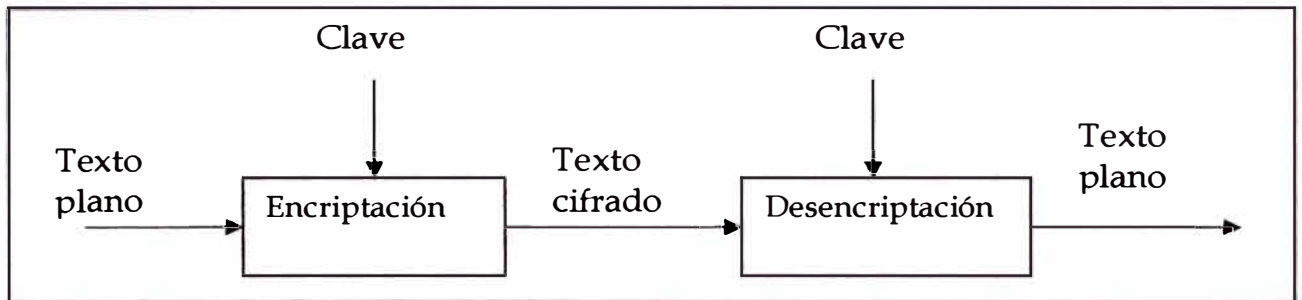 Clave
Clave
Texto
plano
Encriptación
Texto
cifrado
Desencriptación
Texto
plano